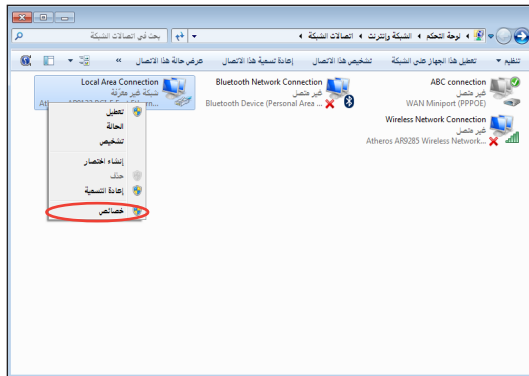 لوحة التحكم ◂ الشبكة وإنترنت ◂ اتصالات الشبكة ◂
بحث في اتصالات الشبكة
تنظيم ▾ تعطيل هذا الجهاز على الشبكة تشخيص هذا الاتصال إعادة تسمية هذا الاتصال عرض حالة هذا الاتصال »
ABC connection
غير متصل
WAN Miniport (PPPOE)
Bluetooth Network Connection
غير متصل
Bluetooth Device (Personal Area ...
Local Area Connection
شبكة غير معرّفة
Wireless Network Connection
غير متصل
Atheros AR9285 Wireless Network...
تعطيل
الحالة
تشخيص
إنشاء اختصار
حذف
إعادة التسمية
خصائص